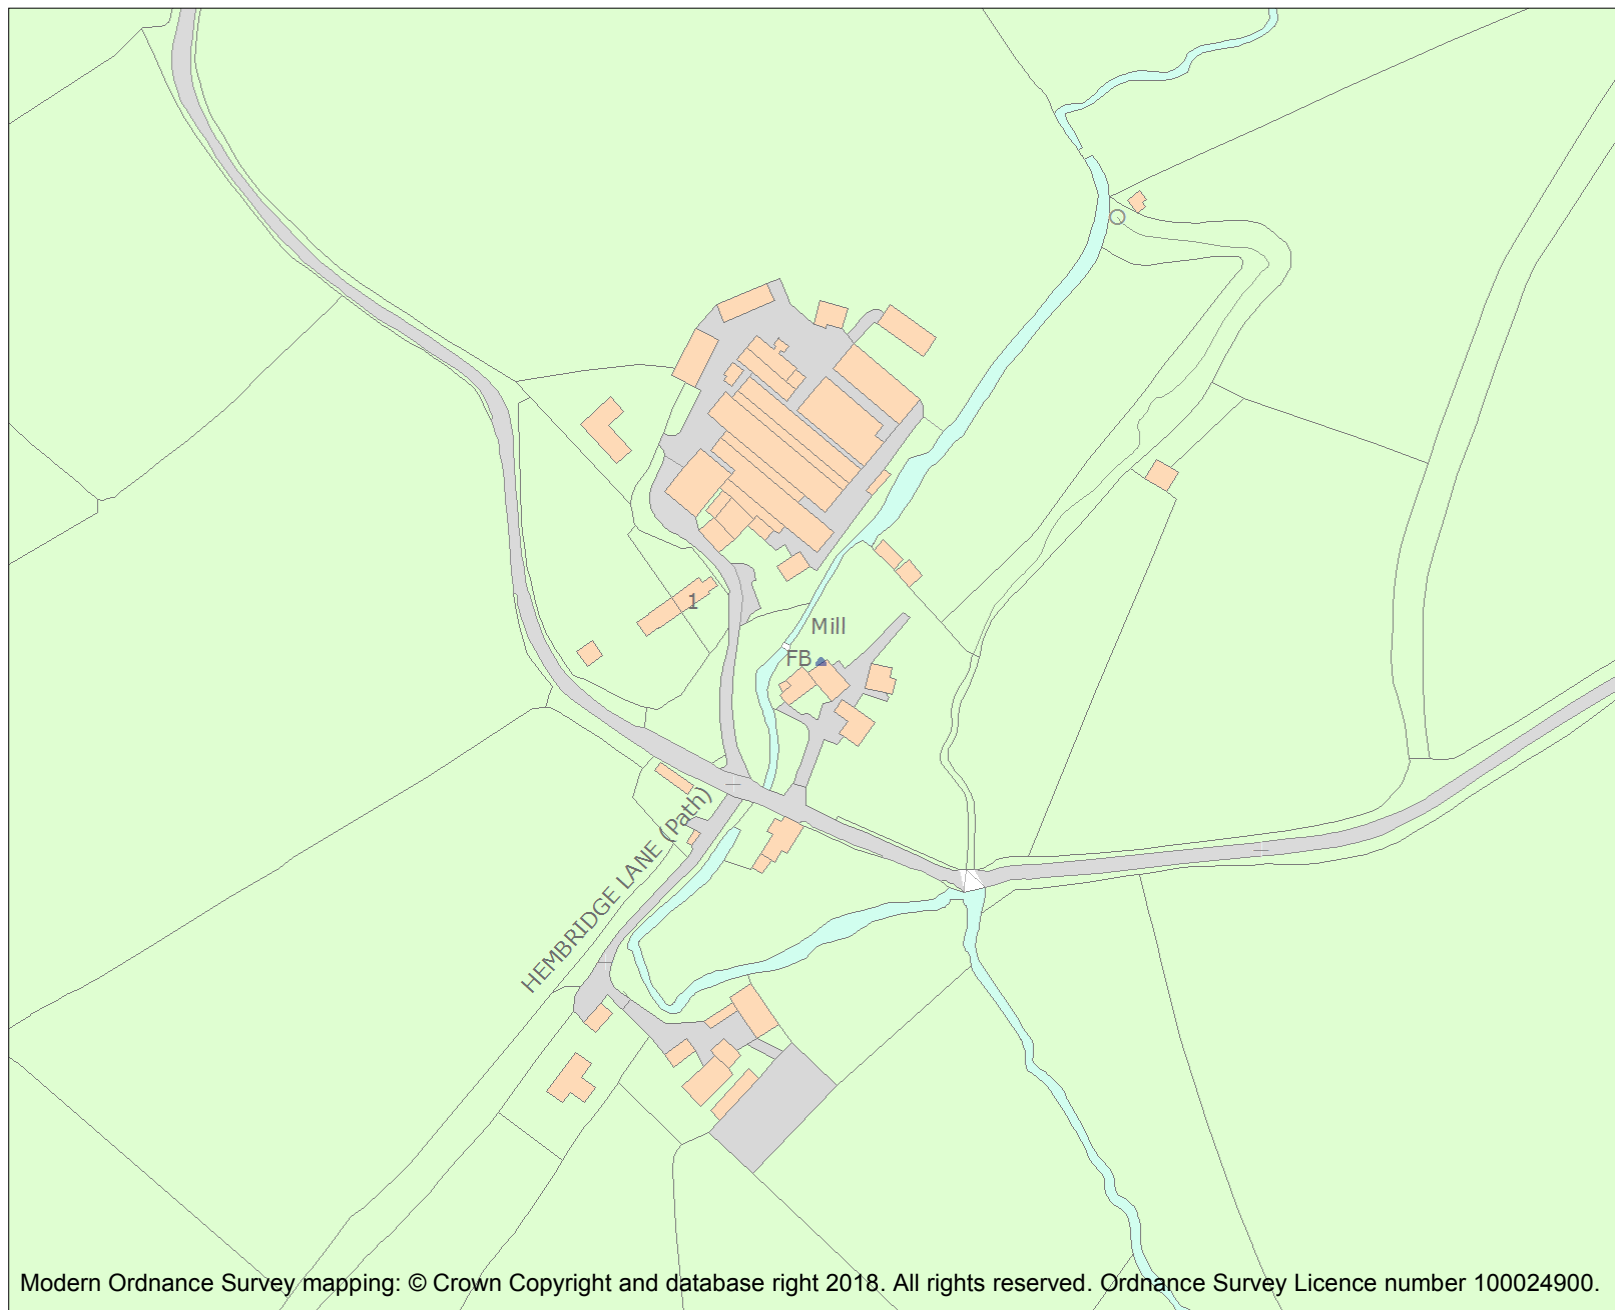 1
Mill
FB
HEMBRIDGE LANE (Path)
Modern Ordnance Survey mapping: © Crown Copyright and database right 2018. All rights reserved. Ordnance Survey Licence number 100024900.